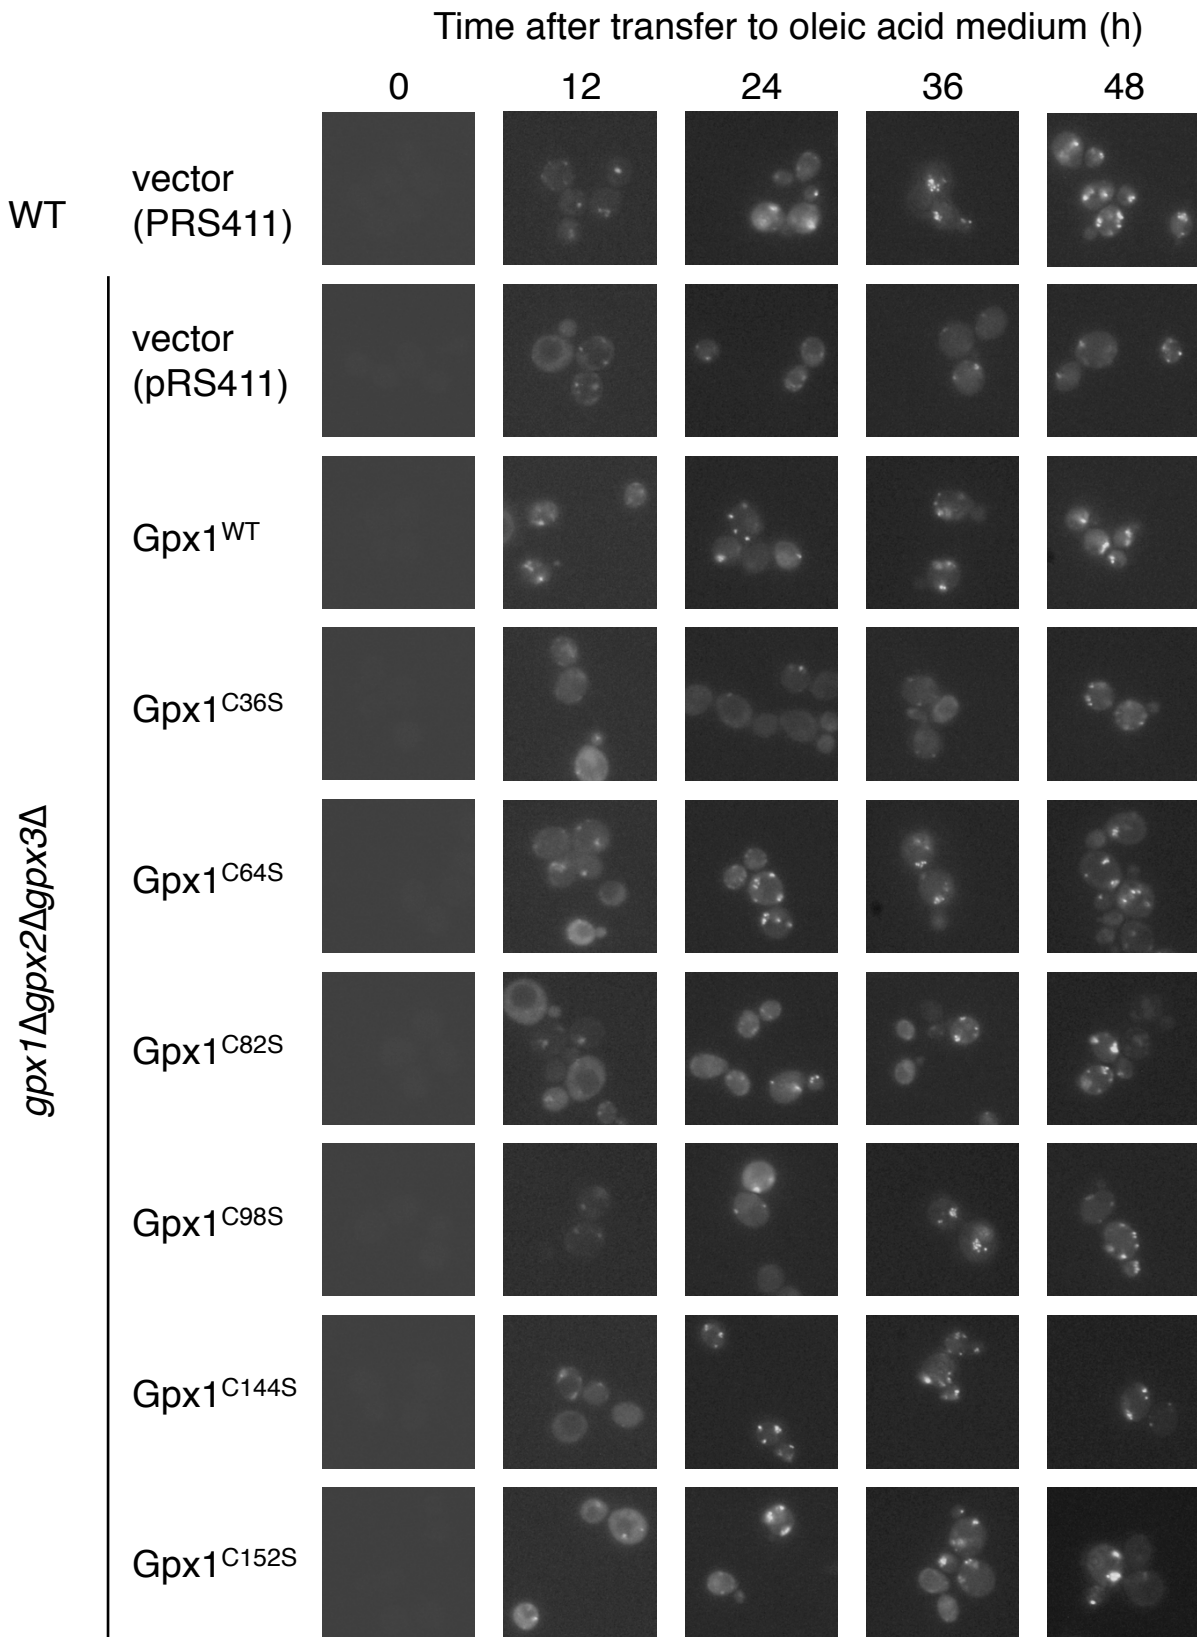 Time after transfer to oleic acid medium (h)
0 12 24 36 48
WT
vector
(PRS411)
gpx1Δgpx2Δgpx3Δ
vector
(pRS411)
Gpx1WT
Gpx1C36S
Gpx1C64S
Gpx1C82S
Gpx1C98S
Gpx1C144S
Gpx1C152S